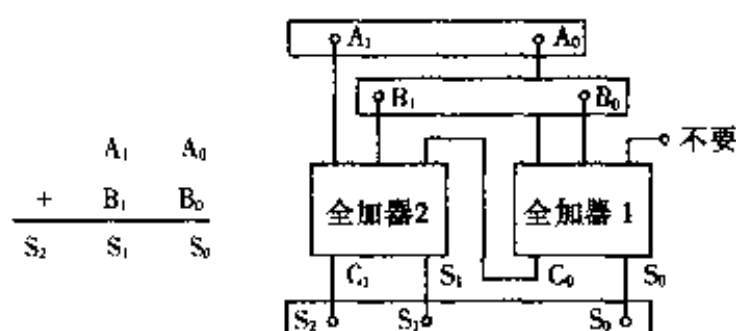 A₁ A₀
B₁ B₀
不要
A₁ A₀
+ B₁ B₀
S₂ S₁ S₀
全加器2 全加器1
C₁ S₁ C₀ S₀
S₂ S₁ S₀